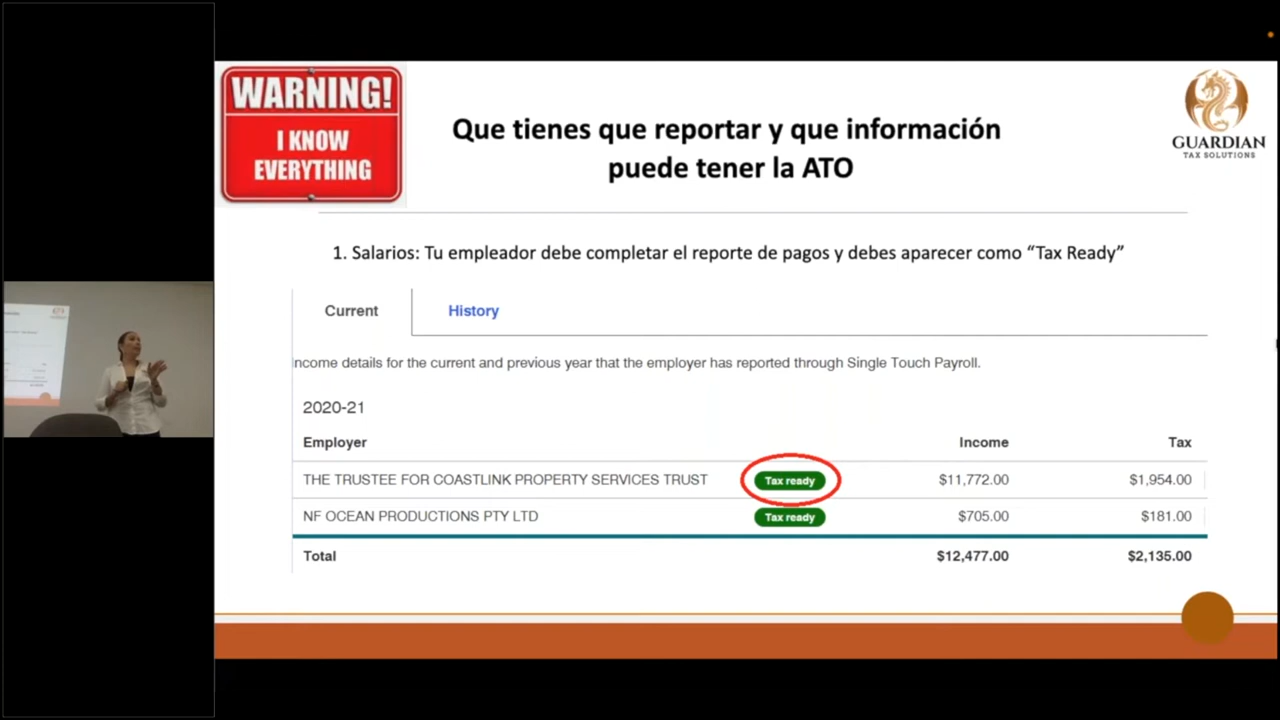 WARNING!
I KNOW
EVERYTHING
Que tienes que reportar y que información
puede tener la ATO
GUARDIAN
TAX SOLUTIONS
1. Salarios: Tu empleador debe completar el reporte de pagos y debes aparecer como “Tax Ready”
Current History
Income details for the current and previous year that the employer has reported through Single Touch Payroll.
2020-21
Employer Income Tax
THE TRUSTEE FOR COASTLINK PROPERTY SERVICES TRUST Tax ready $11,772.00 $1,954.00
NF OCEAN PRODUCTIONS PTY LTD Tax ready $705.00 $181.00
Total $12,477.00 $2,135.00